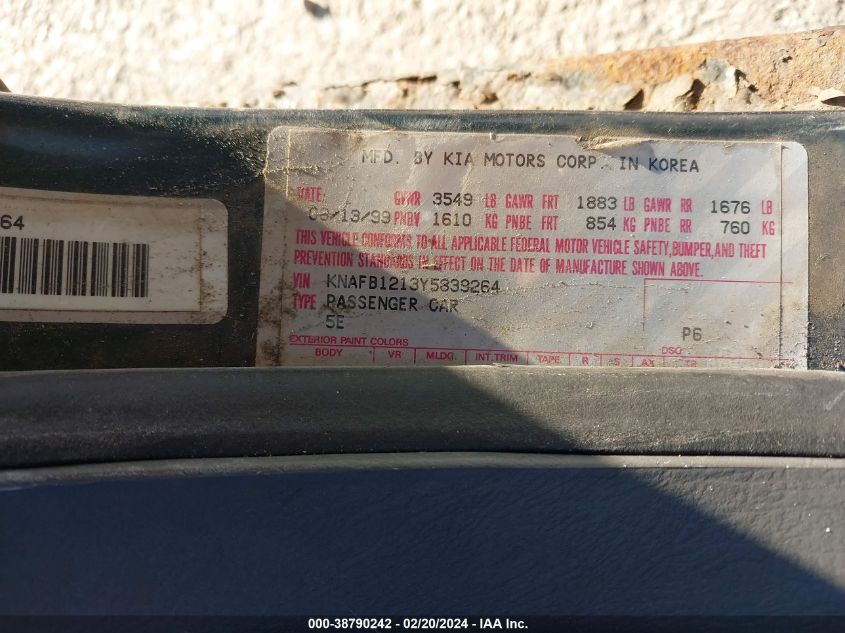 MFD. BY KIA MOTORS CORP. IN KOREA
DATE: GVWR 3549 LB GAWR FRT 1883 LB GAWR RR 1676 LB
08/13/99 PNBV 1610 KG PNBE FRT 854 KG PNBE RR 760 KG
THIS VEHICLE CONFORMS TO ALL APPLICABLE FEDERAL MOTOR VEHICLE SAFETY, BUMPER, AND THEFT
PREVENTION STANDARDS IN EFFECT ON THE DATE OF MANUFACTURE SHOWN ABOVE.
VIN KNAFB1213Y5839264
TYPE PASSENGER CAR
5E P6
EXTERIOR PAINT COLORS DSO
BODY VR MLDG. INT.TRIM TAPE R S AX TR
64
000-38790242 - 02/20/2024 - IAA Inc.